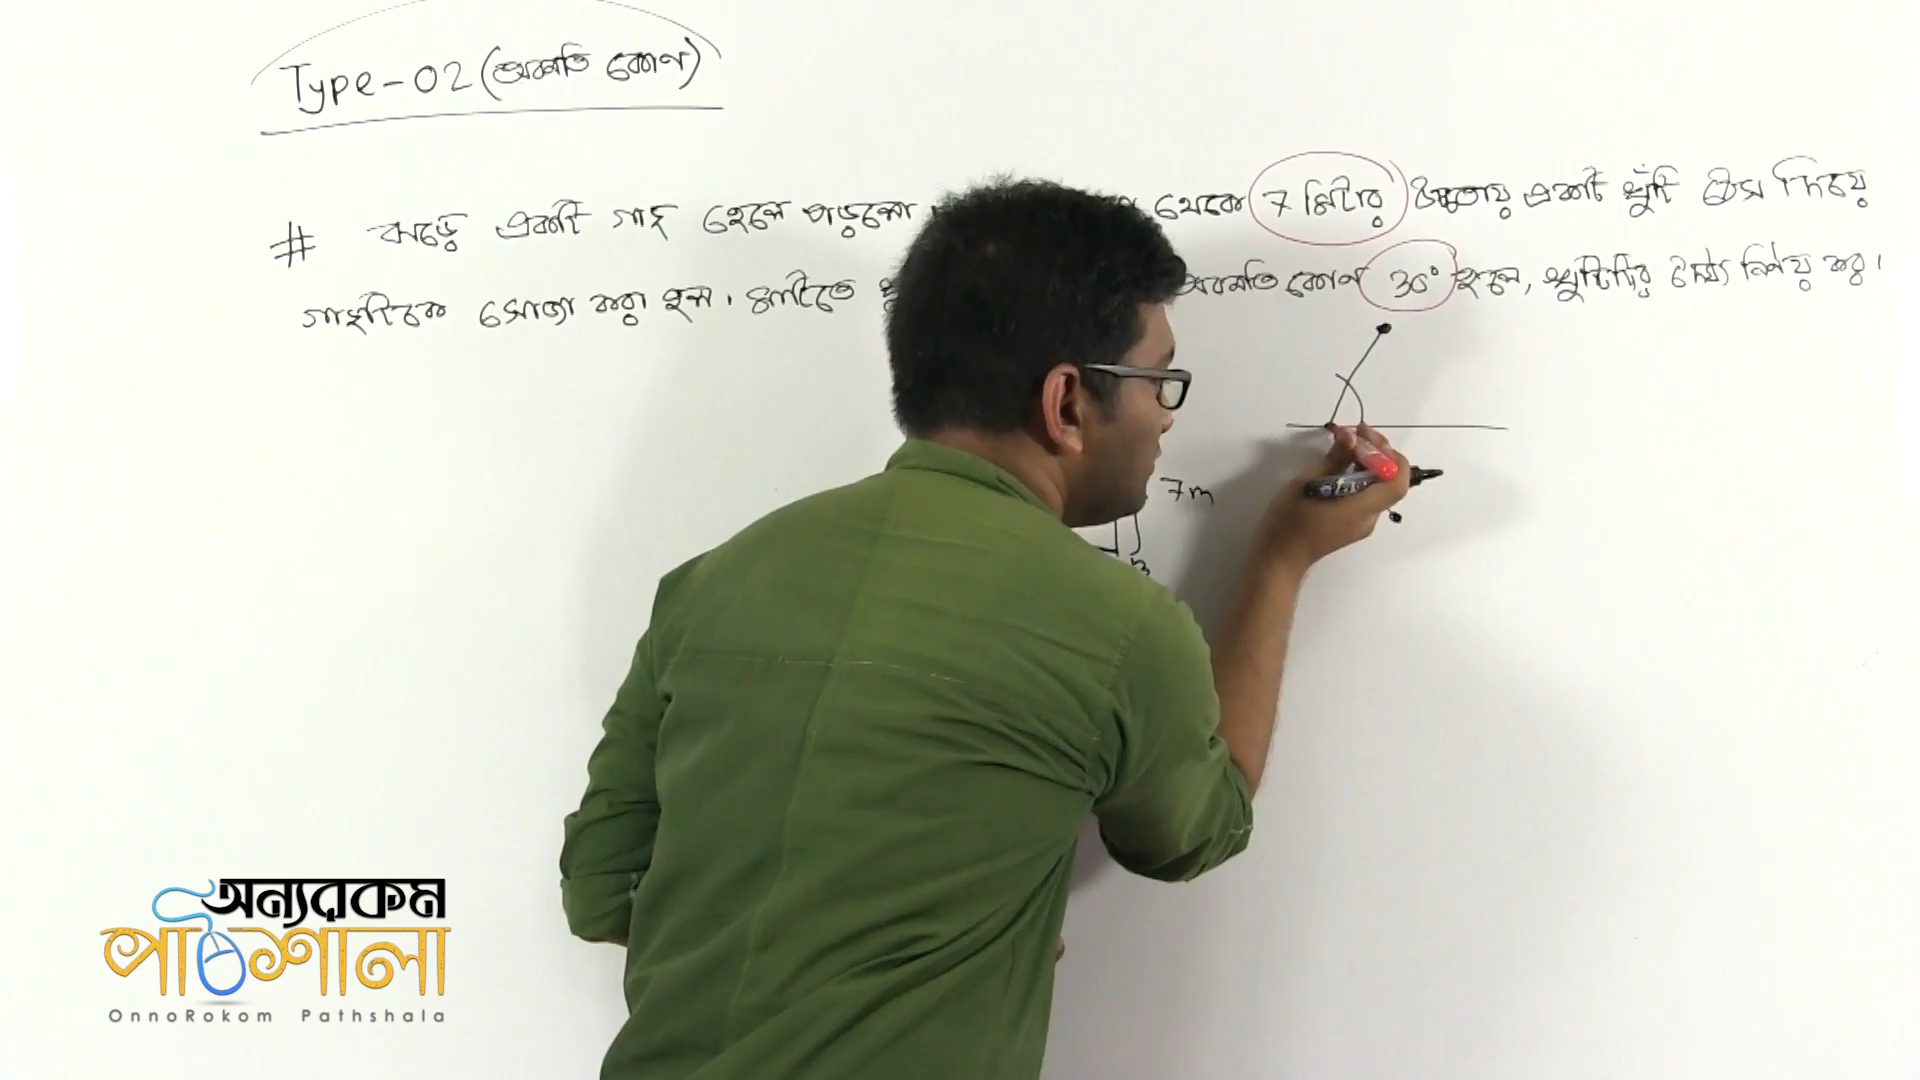 Type-02 (অবনতি কোণ)
# ঝড়ে একটি গাছ হেলে পড়লো থেকে 7 মিটার উচ্চতায় একটি খুঁটি ঠেস দিয়ে
গাছটিকে সোজা করা হল। মাটিতে অবনতি কোণ 30° হলে, খুঁটিটির দৈর্ঘ্য নির্ণয় কর।
7m
অন্যরকম
পাঠশালা
OnnoRokom Pathshala